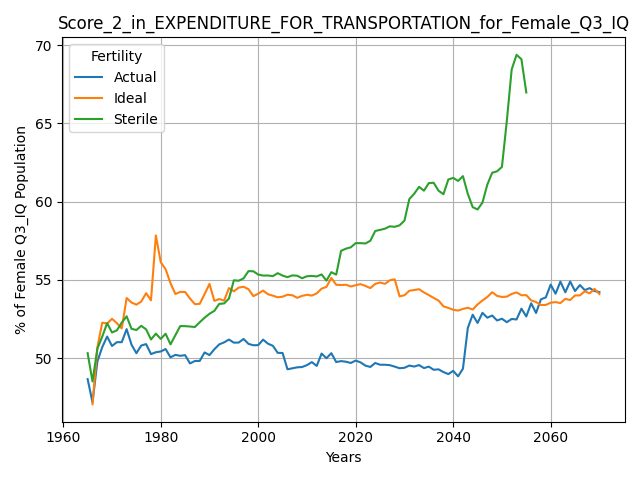 Score_2_in_EXPENDITURE_FOR_TRANSPORTATION_for_Female_Q3_IQ
Fertility
Actual
Ideal
Sterile
% of Female Q3_IQ Population
70
65
60
55
50
1960 1980 2000 2020 2040 2060
Years